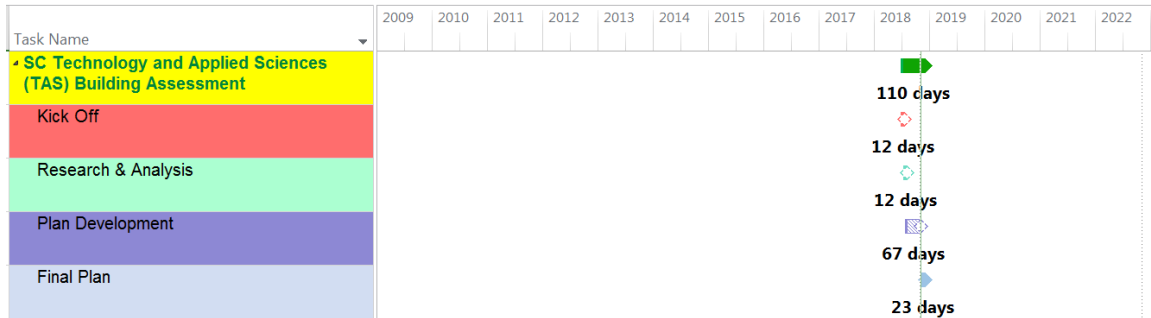 2009 2010 2011 2012 2013 2014 2015 2016 2017 2018 2019 2020 2021 2022
Task Name
SC Technology and Applied Sciences
(TAS) Building Assessment
110 days
Kick Off
12 days
Research & Analysis
12 days
Plan Development
67 days
Final Plan
23 days